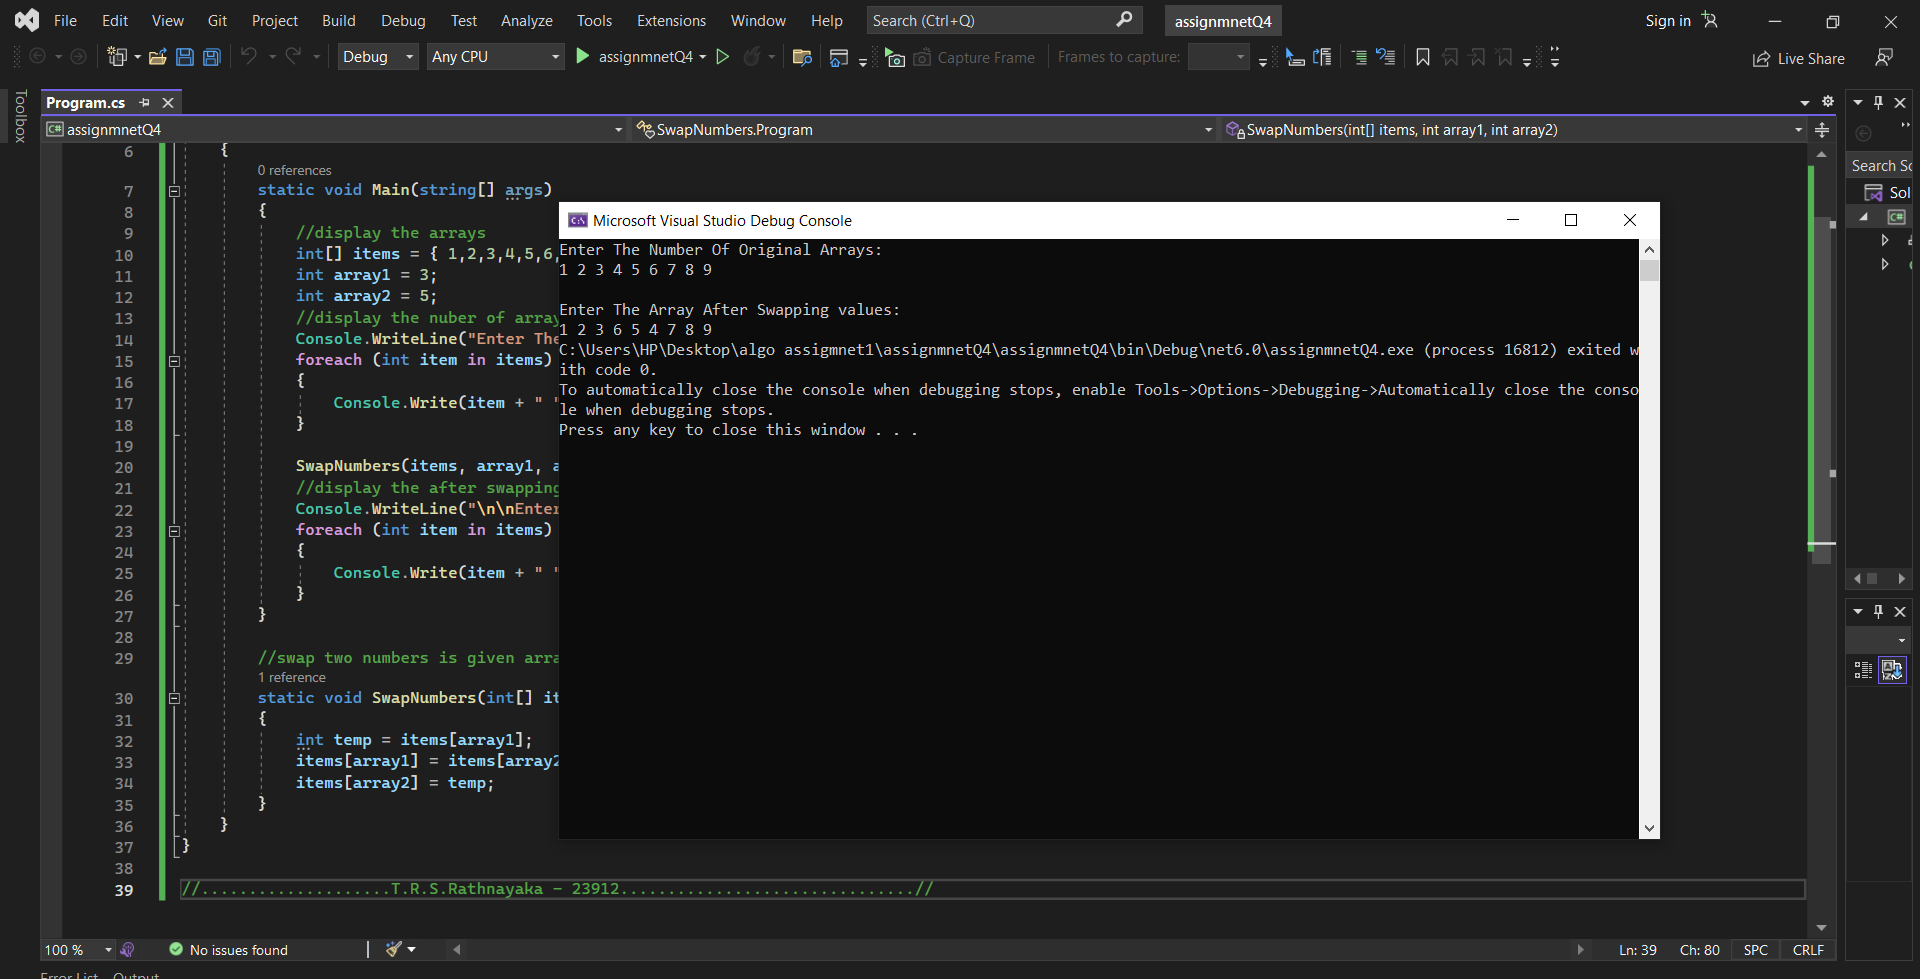 File Edit View Git Project Build Debug Test Analyze Tools Extensions Window Help Search (Ctrl+Q) assignmnetQ4 Sign in
Debug Any CPU assignmnetQ4 Capture Frame Frames to capture: Live Share
Toolbox
Program.cs
C# assignmnetQ4 SwapNumbers.Program SwapNumbers(int[] items, int array1, int array2)
6 {
0 references
7 static void Main(string[] args)
8 {
9 //display the arrays
10 int[] items = { 1,2,3,4,5,6,
11 int array1 = 3;
12 int array2 = 5;
13 //display the nuber of array
14 Console.WriteLine("Enter The
15 foreach (int item in items)
16 {
17 Console.Write(item + " "
18 }
19
20 SwapNumbers(items, array1, a
21 //display the after swapping
22 Console.WriteLine("\n\nEnter
23 foreach (int item in items)
24 {
25 Console.Write(item + " "
26 }
27 }
28
29 //swap two numbers is given arra
1 reference
30 static void SwapNumbers(int[] it
31 {
32 int temp = items[array1];
33 items[array1] = items[array2
34 items[array2] = temp;
35 }
36 }
37 }
38
39 //....................T.R.S.Rathnayaka - 23912...............................//
Microsoft Visual Studio Debug Console
Enter The Number Of Original Arrays:
1 2 3 4 5 6 7 8 9
Enter The Array After Swapping values:
1 2 3 6 5 4 7 8 9
C:\Users\HP\Desktop\algo assigmnet1\assignmnetQ4\assignmnetQ4\bin\Debug\net6.0\assignmnetQ4.exe (process 16812) exited w
ith code 0.
To automatically close the console when debugging stops, enable Tools->Options->Debugging->Automatically close the conso
le when debugging stops.
Press any key to close this window . . .
Search So
Sol
C#
100 % No issues found Ln: 39 Ch: 80 SPC CRLF
Error List Output